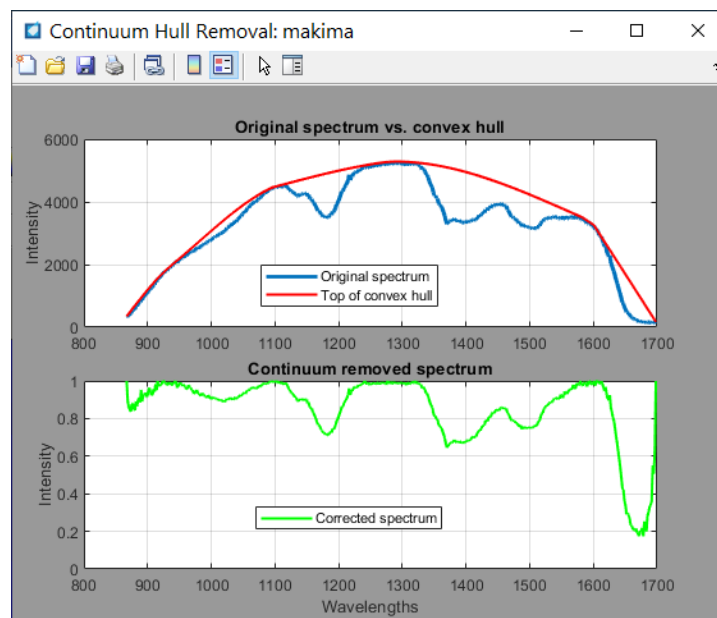 Continuum Hull Removal: makima
Original spectrum vs. convex hull
6000
4000
2000
0
Intensity
Original spectrum
Top of convex hull
800 900 1000 1100 1200 1300 1400 1500 1600 1700
Continuum removed spectrum
1
0.8
0.6
0.4
0.2
0
Intensity
Corrected spectrum
800 900 1000 1100 1200 1300 1400 1500 1600 1700
Wavelengths